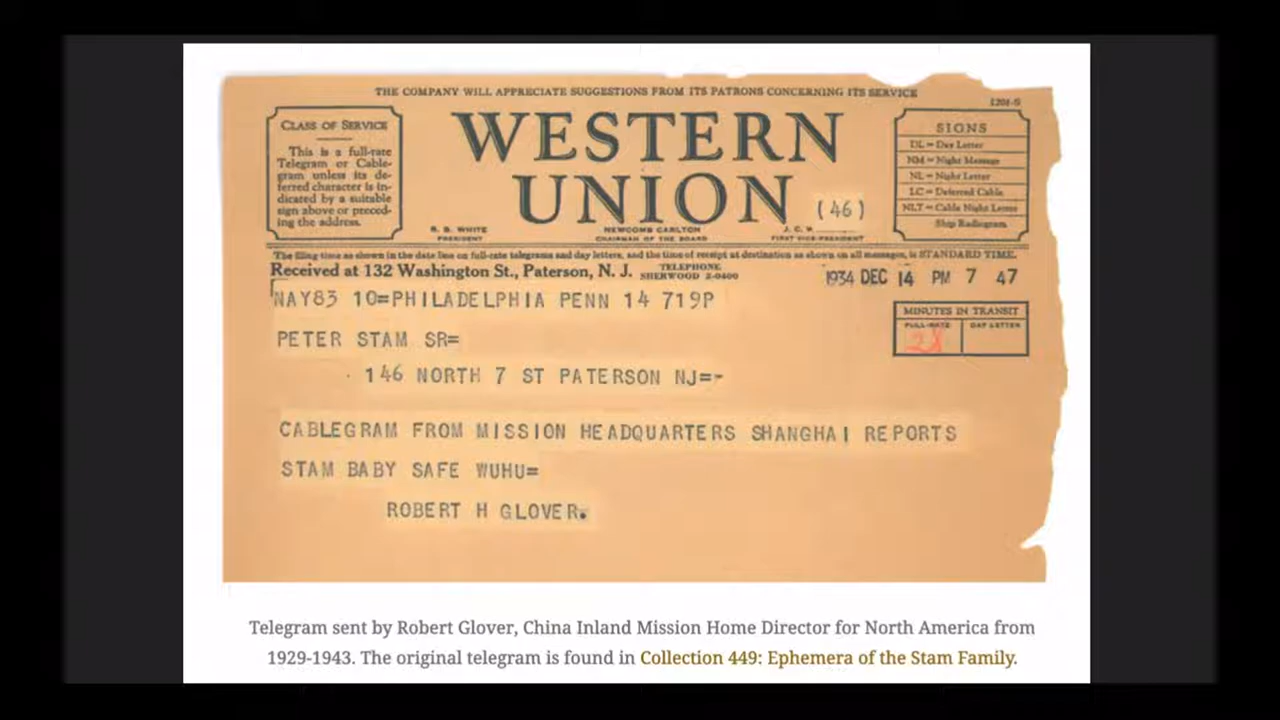 THE COMPANY WILL APPRECIATE SUGGESTIONS FROM ITS PATRONS CONCERNING ITS SERVICE
1201-S
CLASS OF SERVICE
This is a full-rate
Telegram or Cable-
gram unless its de-
ferred character is in-
dicated by a suitable
sign above or preced-
ing the address.
WESTERN
UNION
(46)
R. B. WHITE
PRESIDENT
NEWCOMB CARLTON
CHAIRMAN OF THE BOARD
J. C.
FIRST VICE-PRESIDENT
SIGNS
DL = Day Letter
NM = Night Message
NL = Night Letter
LC = Deferred Cable
NLT = Cable Night Letter
Ship Radiogram
The filing time as shown in the date line on full-rate telegrams and day letters, and the time of receipt at destination as shown on all messages, is STANDARD TIME.
Received at 132 Washington St., Paterson, N. J. TELEPHONE SHERWOOD 2-0400
1934 DEC 14 PM 7 47
NAY83 10=PHILADELPHIA PENN 14 719P
MINUTES IN TRANSIT
FULL-RATE
DAY LETTER
PETER STAM SR=
146 NORTH 7 ST PATERSON NJ=-
CABLEGRAM FROM MISSION HEADQUARTERS SHANGHAI REPORTS
STAM BABY SAFE WUHU=
ROBERT H GLOVER.
Telegram sent by Robert Glover, China Inland Mission Home Director for North America from
1929-1943. The original telegram is found in Collection 449: Ephemera of the Stam Family.